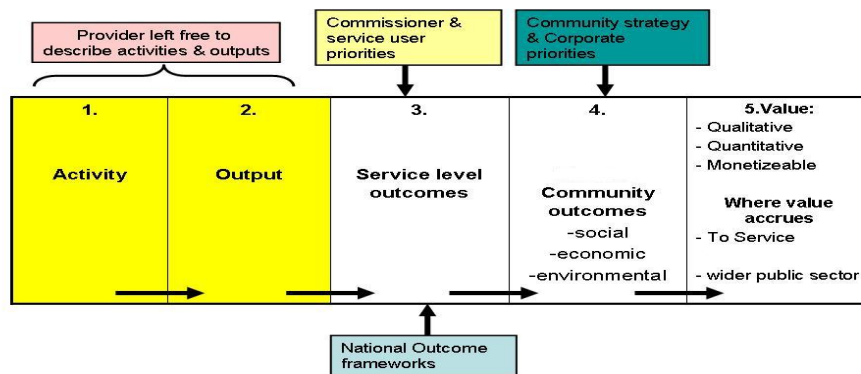 Provider left free to
describe activities & outputs
Commissioner &
service user
priorities
Community strategy
& Corporate
priorities
1.
Activity
2.
Output
3.
Service level
outcomes
4.
Community
outcomes
-social
-economic
-environmental
5.Value:
- Qualitative
- Quantitative
- Monetizeable
Where value
accrues
- To Service
- wider public sector
National Outcome
frameworks